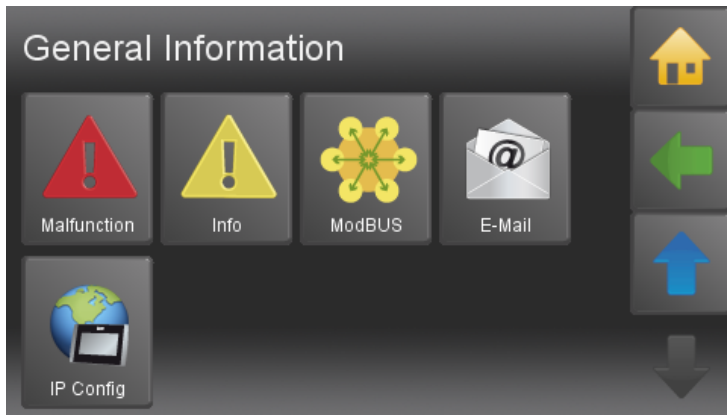 General Information
Malfunction
Info
ModBUS
E-Mail
IP Config